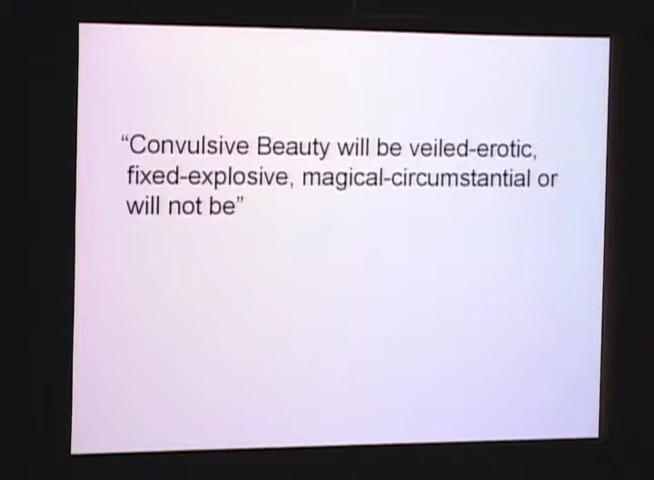 “Convulsive Beauty will be veiled-erotic,
fixed-explosive, magical-circumstantial or
will not be”